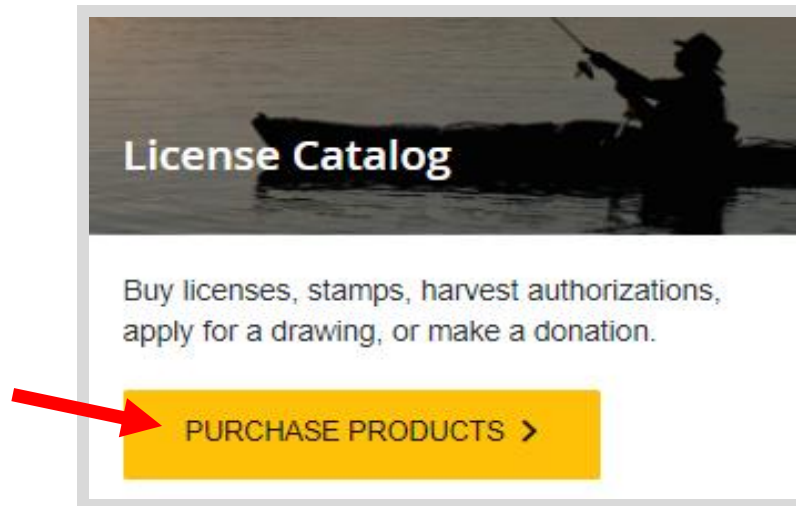 License Catalog
Buy licenses, stamps, harvest authorizations,
apply for a drawing, or make a donation.
PURCHASE PRODUCTS >